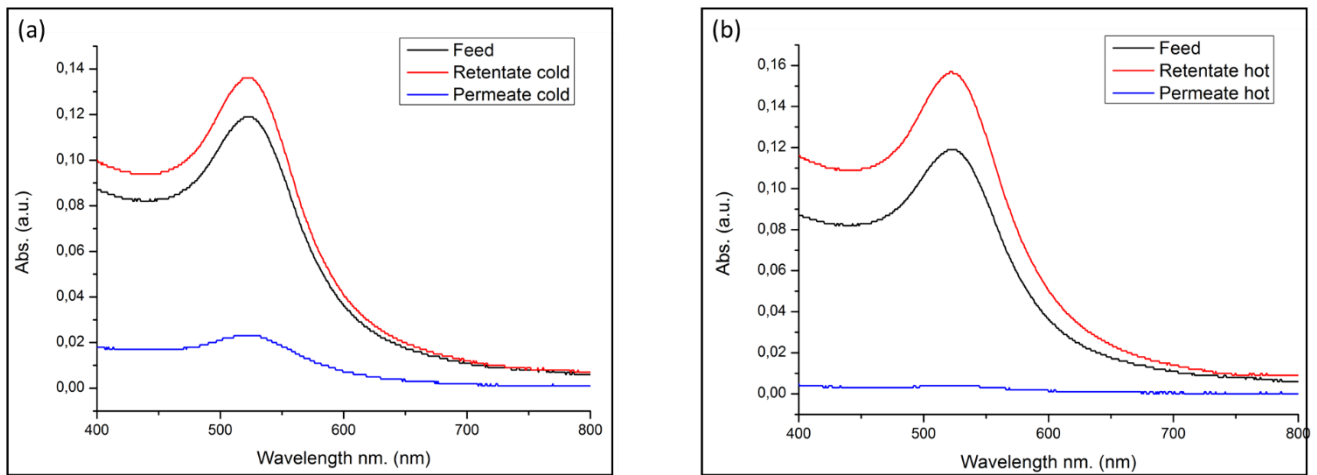 (a)
Feed
Retentate cold
Permeate cold
0,14
0,12
0,10
0,08
0,06
0,04
0,02
0,00
Abs. (a.u.)
400 500 600 700 800
Wavelength nm. (nm)
(b)
Feed
Retentate hot
Permeate hot
0,16
0,14
0,12
0,10
0,08
0,06
0,04
0,02
0,00
Abs. (a.u.)
400 500 600 700 800
Wavelength nm. (nm)